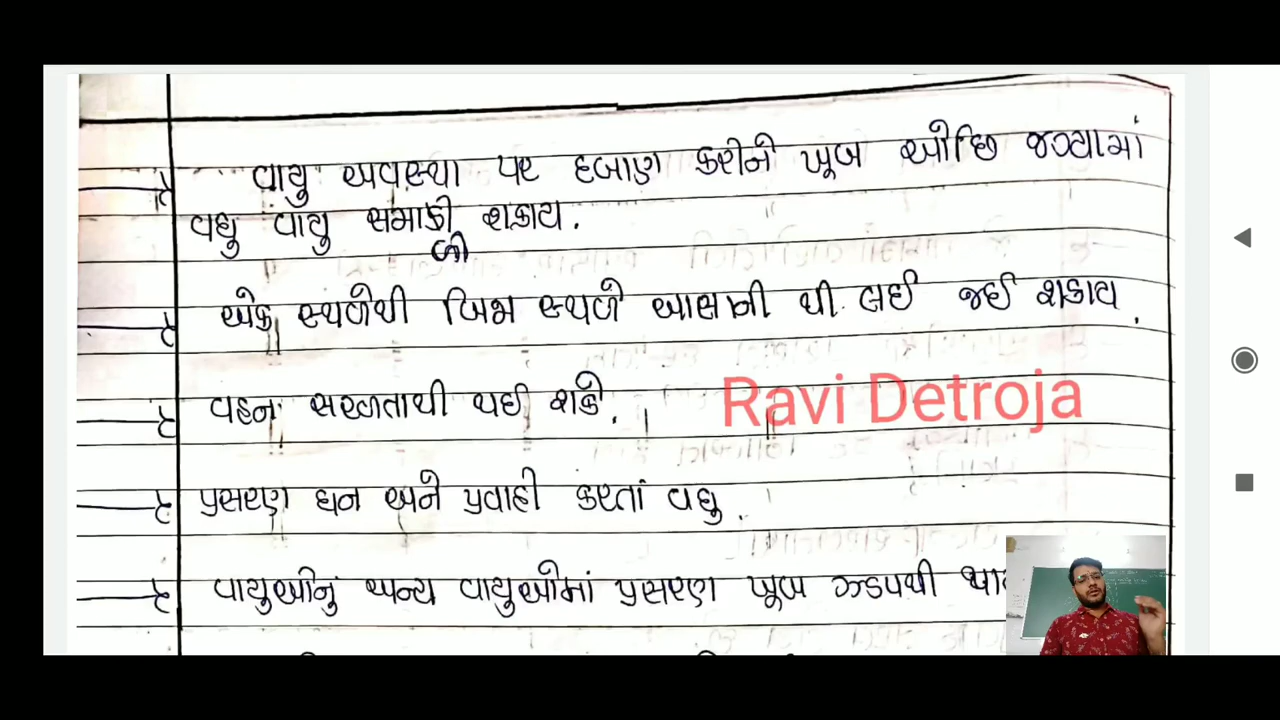 વાયુ અવસ્થા પર દબાણ કરીને ખૂબ ઓછિ જગ્યામાં
વધુ વાયુ સમાકી શકાય.
ળી
એક સ્થળેથી બિજા સ્થળે આસાની થી લઈ જઈ શકાય.
વહન સરળતાથી થઈ શકે.
Ravi Detroja
પ્રસરણ ઘન અને પ્રવાહી કરતાં વધુ.
વાયુઓનું અન્ય વાયુઓમાં પ્રસરણ ખૂબ ઝડપથી